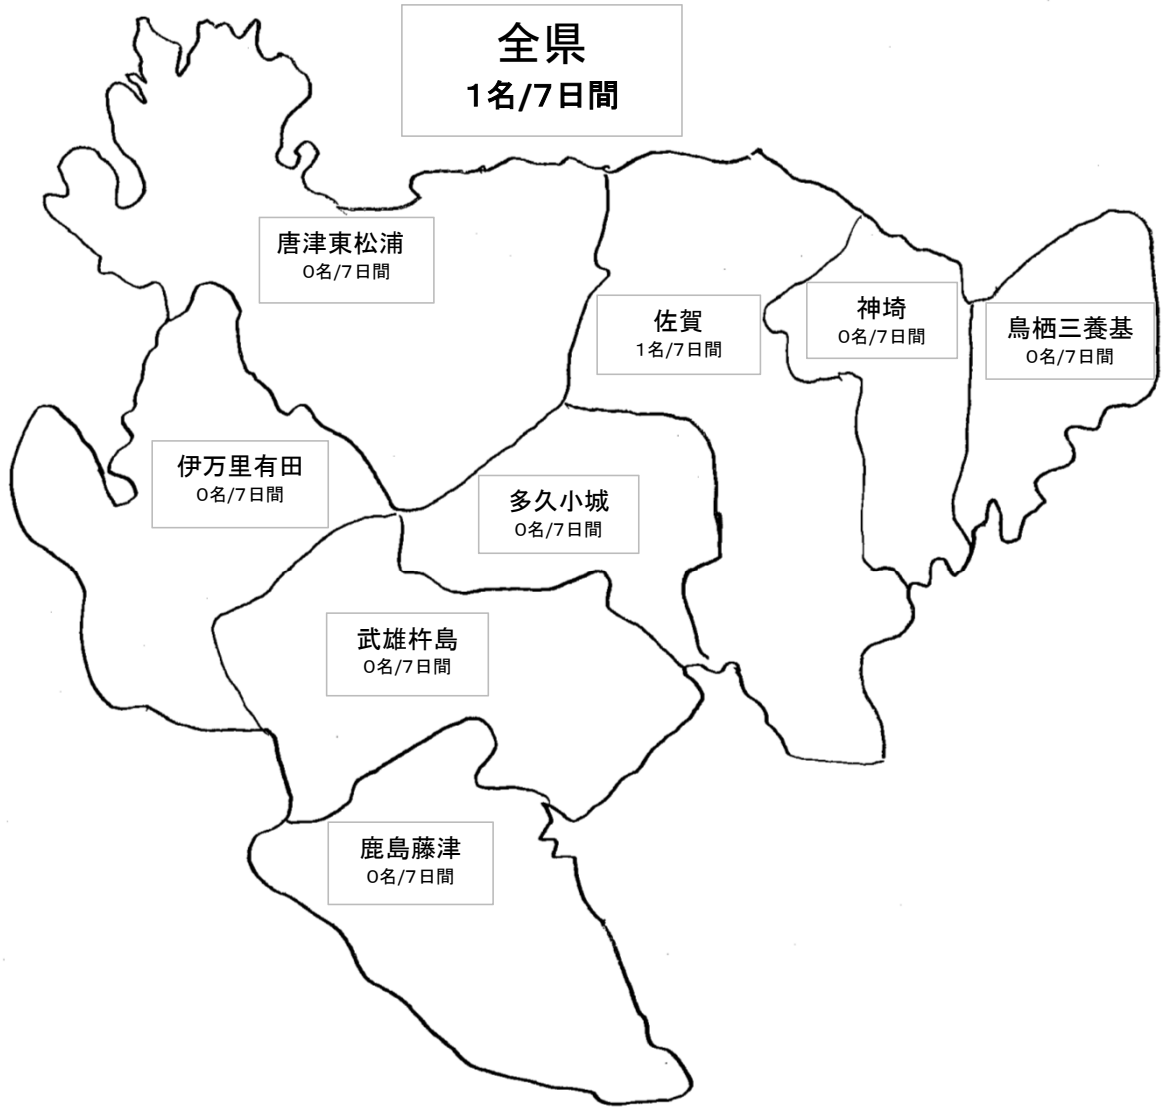 全県
1名/7日間
唐津東松浦
0名/7日間
佐賀
1名/7日間
神埼
0名/7日間
鳥栖三養基
0名/7日間
伊万里有田
0名/7日間
多久小城
0名/7日間
武雄杵島
0名/7日間
鹿島藤津
0名/7日間